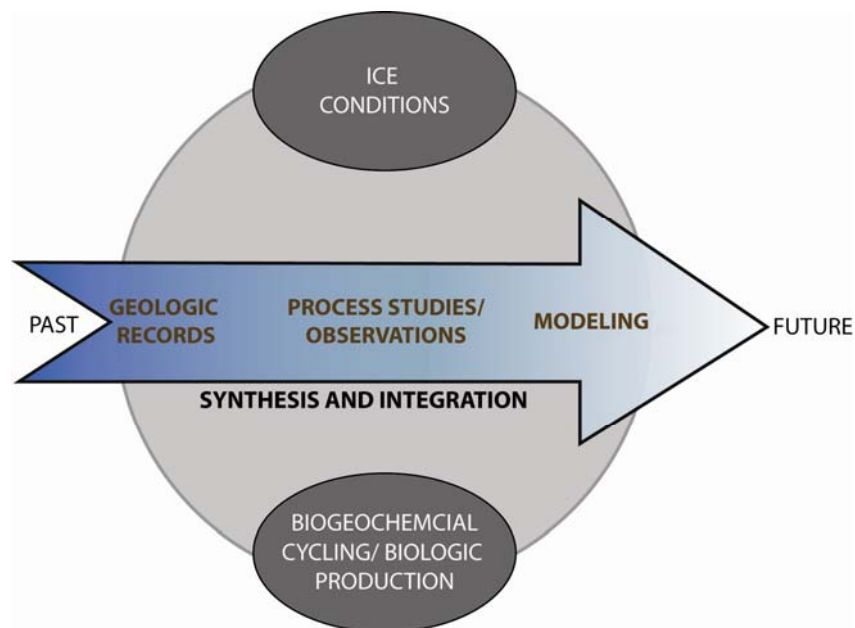 ICE
CONDITIONS
PAST
GEOLOGIC
RECORDS
PROCESS STUDIES/
OBSERVATIONS
MODELING
FUTURE
SYNTHESIS AND INTEGRATION
BIOGEOCHEMCIAL
CYCLING/ BIOLOGIC
PRODUCTION